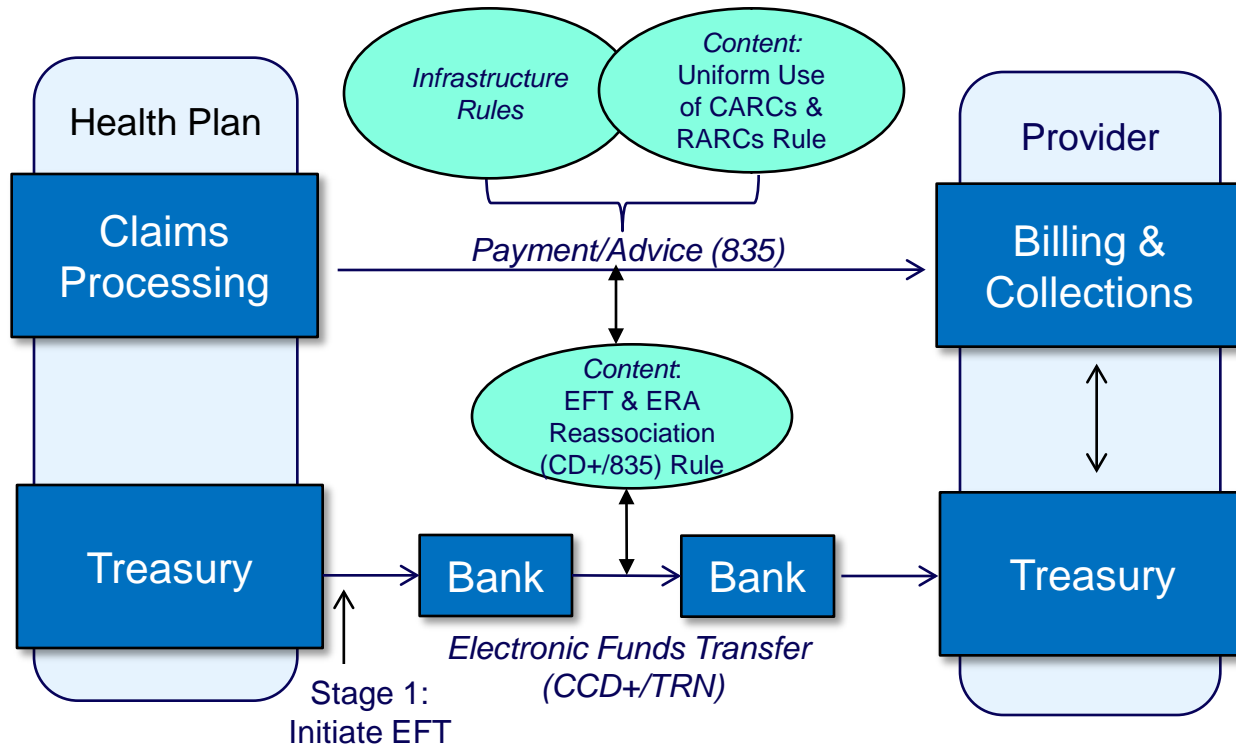 Content:
Uniform Use
of CARCs &
RARCs Rule
Infrastructure
Rules
Health Plan
Provider
Claims
Processing
Payment/Advice (835)
Billing &
Collections
Content:
EFT & ERA
Reassociation
(CD+/835) Rule
Treasury
Bank
Bank
Treasury
Electronic Funds Transfer
(CCD+/TRN)
Stage 1:
Initiate EFT